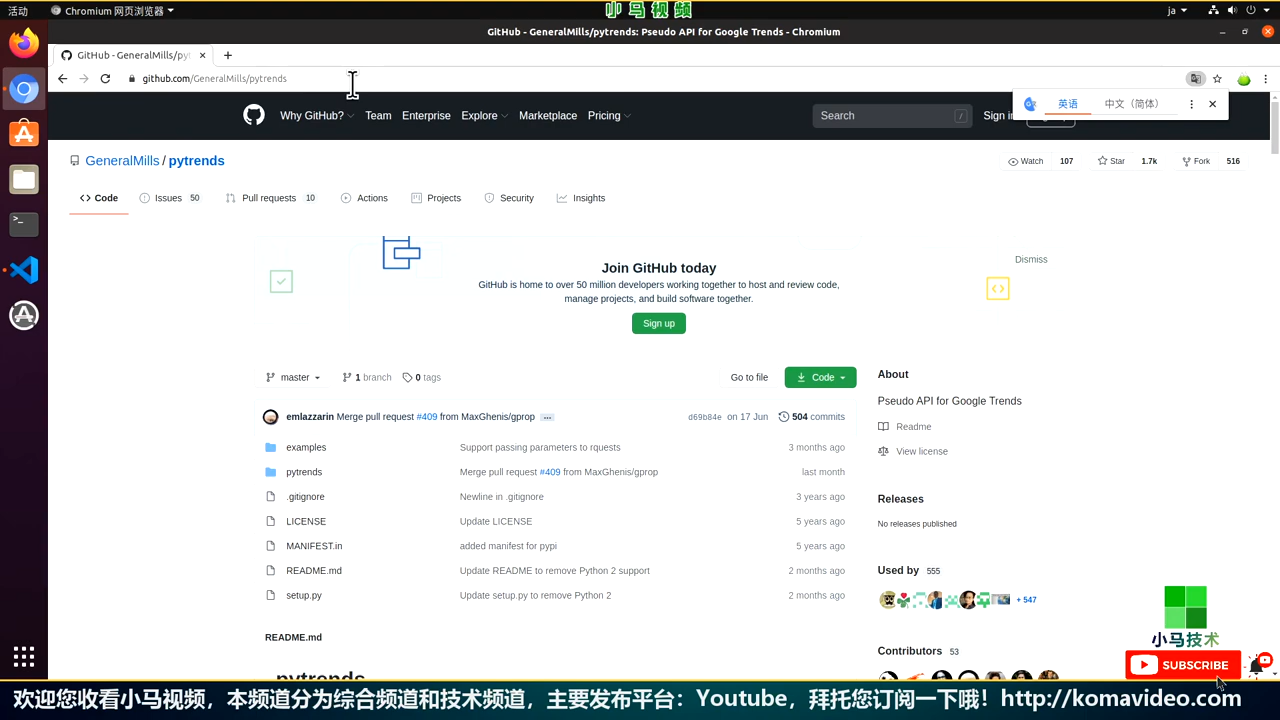 活动
Chromium 网页浏览器
小马视频
ja
GitHub - GeneralMills/pytrends: Pseudo API for Google Trends - Chromium
GitHub - GeneralMills/py
github.com/GeneralMills/pytrends
英语
中文（简体）
Why GitHub?
Team
Enterprise
Explore
Marketplace
Pricing
Search
/
Sign in
GeneralMills / pytrends
Watch 107
Star 1.7k
Fork 516
Code
Issues 50
Pull requests 10
Actions
Projects
Security
Insights
Join GitHub today
Dismiss
GitHub is home to over 50 million developers working together to host and review code,
manage projects, and build software together.
Sign up
master
1 branch
0 tags
Go to file
Code
emlazzarin Merge pull request #409 from MaxGhenis/gprop ...
d69b84e on 17 Jun
504 commits
examples Support passing parameters to rquests 3 months ago
pytrends Merge pull request #409 from MaxGhenis/gprop last month
.gitignore Newline in .gitignore 3 years ago
LICENSE Update LICENSE 5 years ago
MANIFEST.in added manifest for pypi 5 years ago
README.md Update README to remove Python 2 support 2 months ago
setup.py Update setup.py to remove Python 2 2 months ago
README.md
pytrends
About
Pseudo API for Google Trends
Readme
View license
Releases
No releases published
Used by 555
+ 547
Contributors 53
小马技术
SUBSCRIBE
欢迎您收看小马视频，本频道分为综合频道和技术频道，主要发布平台：Youtube，拜托您订阅一下哦！http://komavideo.com